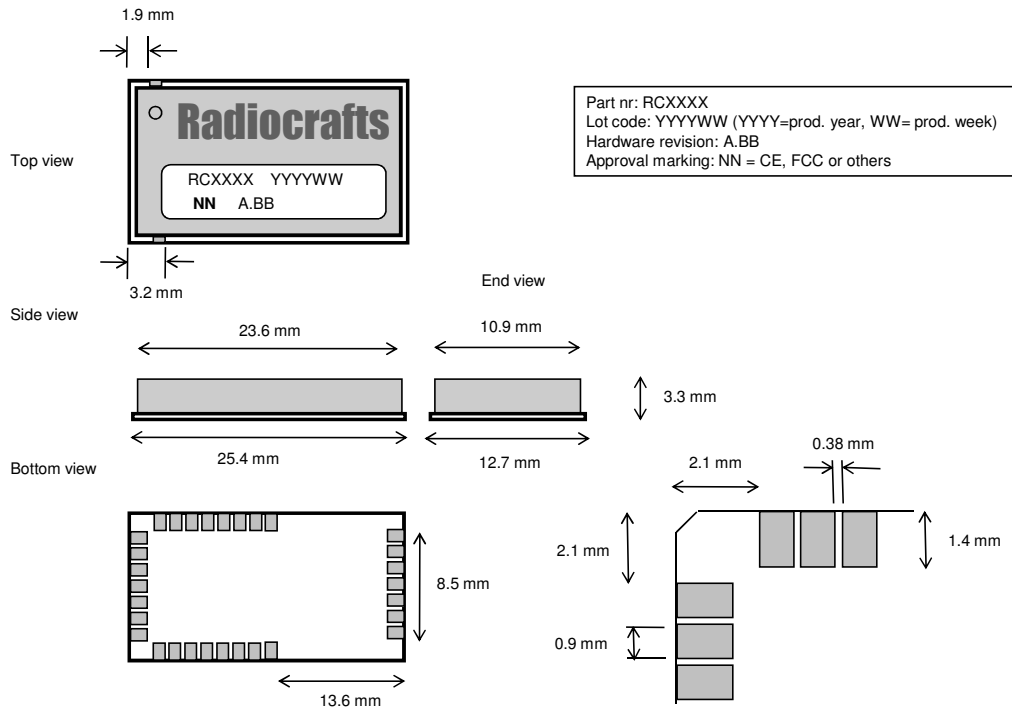 1.9 mm
Radiocrafts
RCXXXX YYYYWW
NN A.BB
Top view
3.2 mm
Part nr: RCXXXX
Lot code: YYYYWW (YYYY=prod. year, WW= prod. week)
Hardware revision: A.BB
Approval marking: NN = CE, FCC or others
End view
Side view
23.6 mm
10.9 mm
3.3 mm
25.4 mm
12.7 mm
Bottom view
0.38 mm
2.1 mm
2.1 mm
1.4 mm
8.5 mm
0.9 mm
13.6 mm